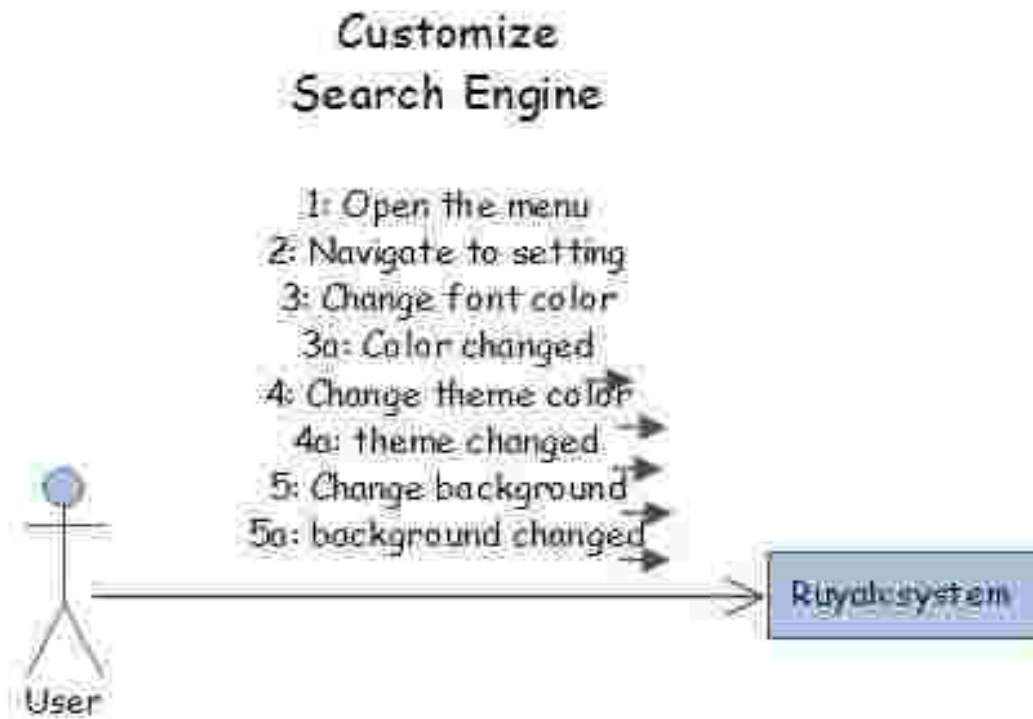 Customize
Search Engine
1: Open the menu
2: Navigate to setting
3: Change font color
3a: Color changed
4: Change theme color
4a: theme changed
5: Change background
5a: background changed
User